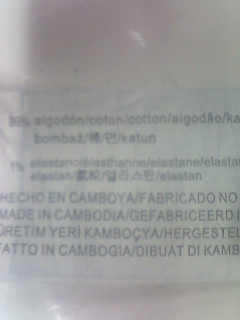 99% algodón/coton/cotton/algodão/ka
bombaž/棉/면/katun
1% elastano/élasthanne/elastane/elastan
elastan/氨纶/엘라스탄/elastan
HECHO EN CAMBOYA/FABRICADO NO
MADE IN CAMBODIA/GEFABRICEERD I
ÜRETİM YERİ KAMBOÇYA/HERGESTEL
FATTO IN CAMBOGIA/DIBUAT DI KAMB